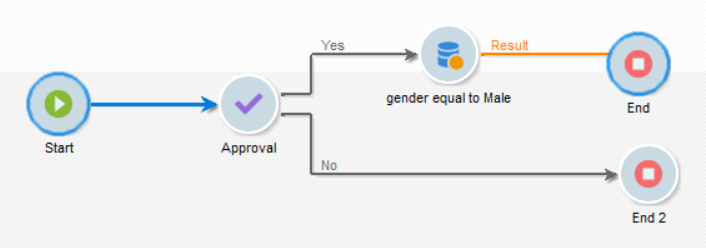 Yes
Result
gender equal to Male
End
Start
Approval
No
End 2